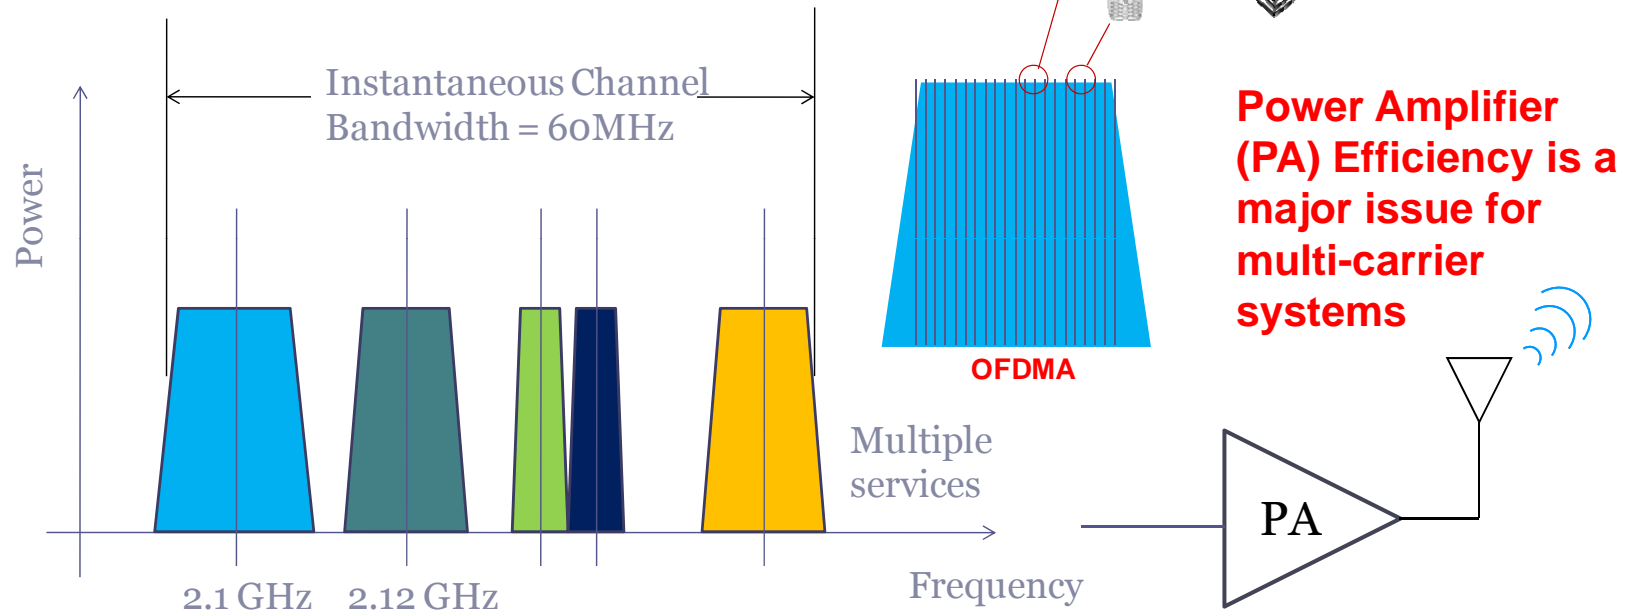 Instantaneous Channel
Bandwidth = 60MHz
Power
Power Amplifier
(PA) Efficiency is a
major issue for
multi-carrier
systems
OFDMA
Multiple
services
PA
2.1 GHz
2.12 GHz
Frequency